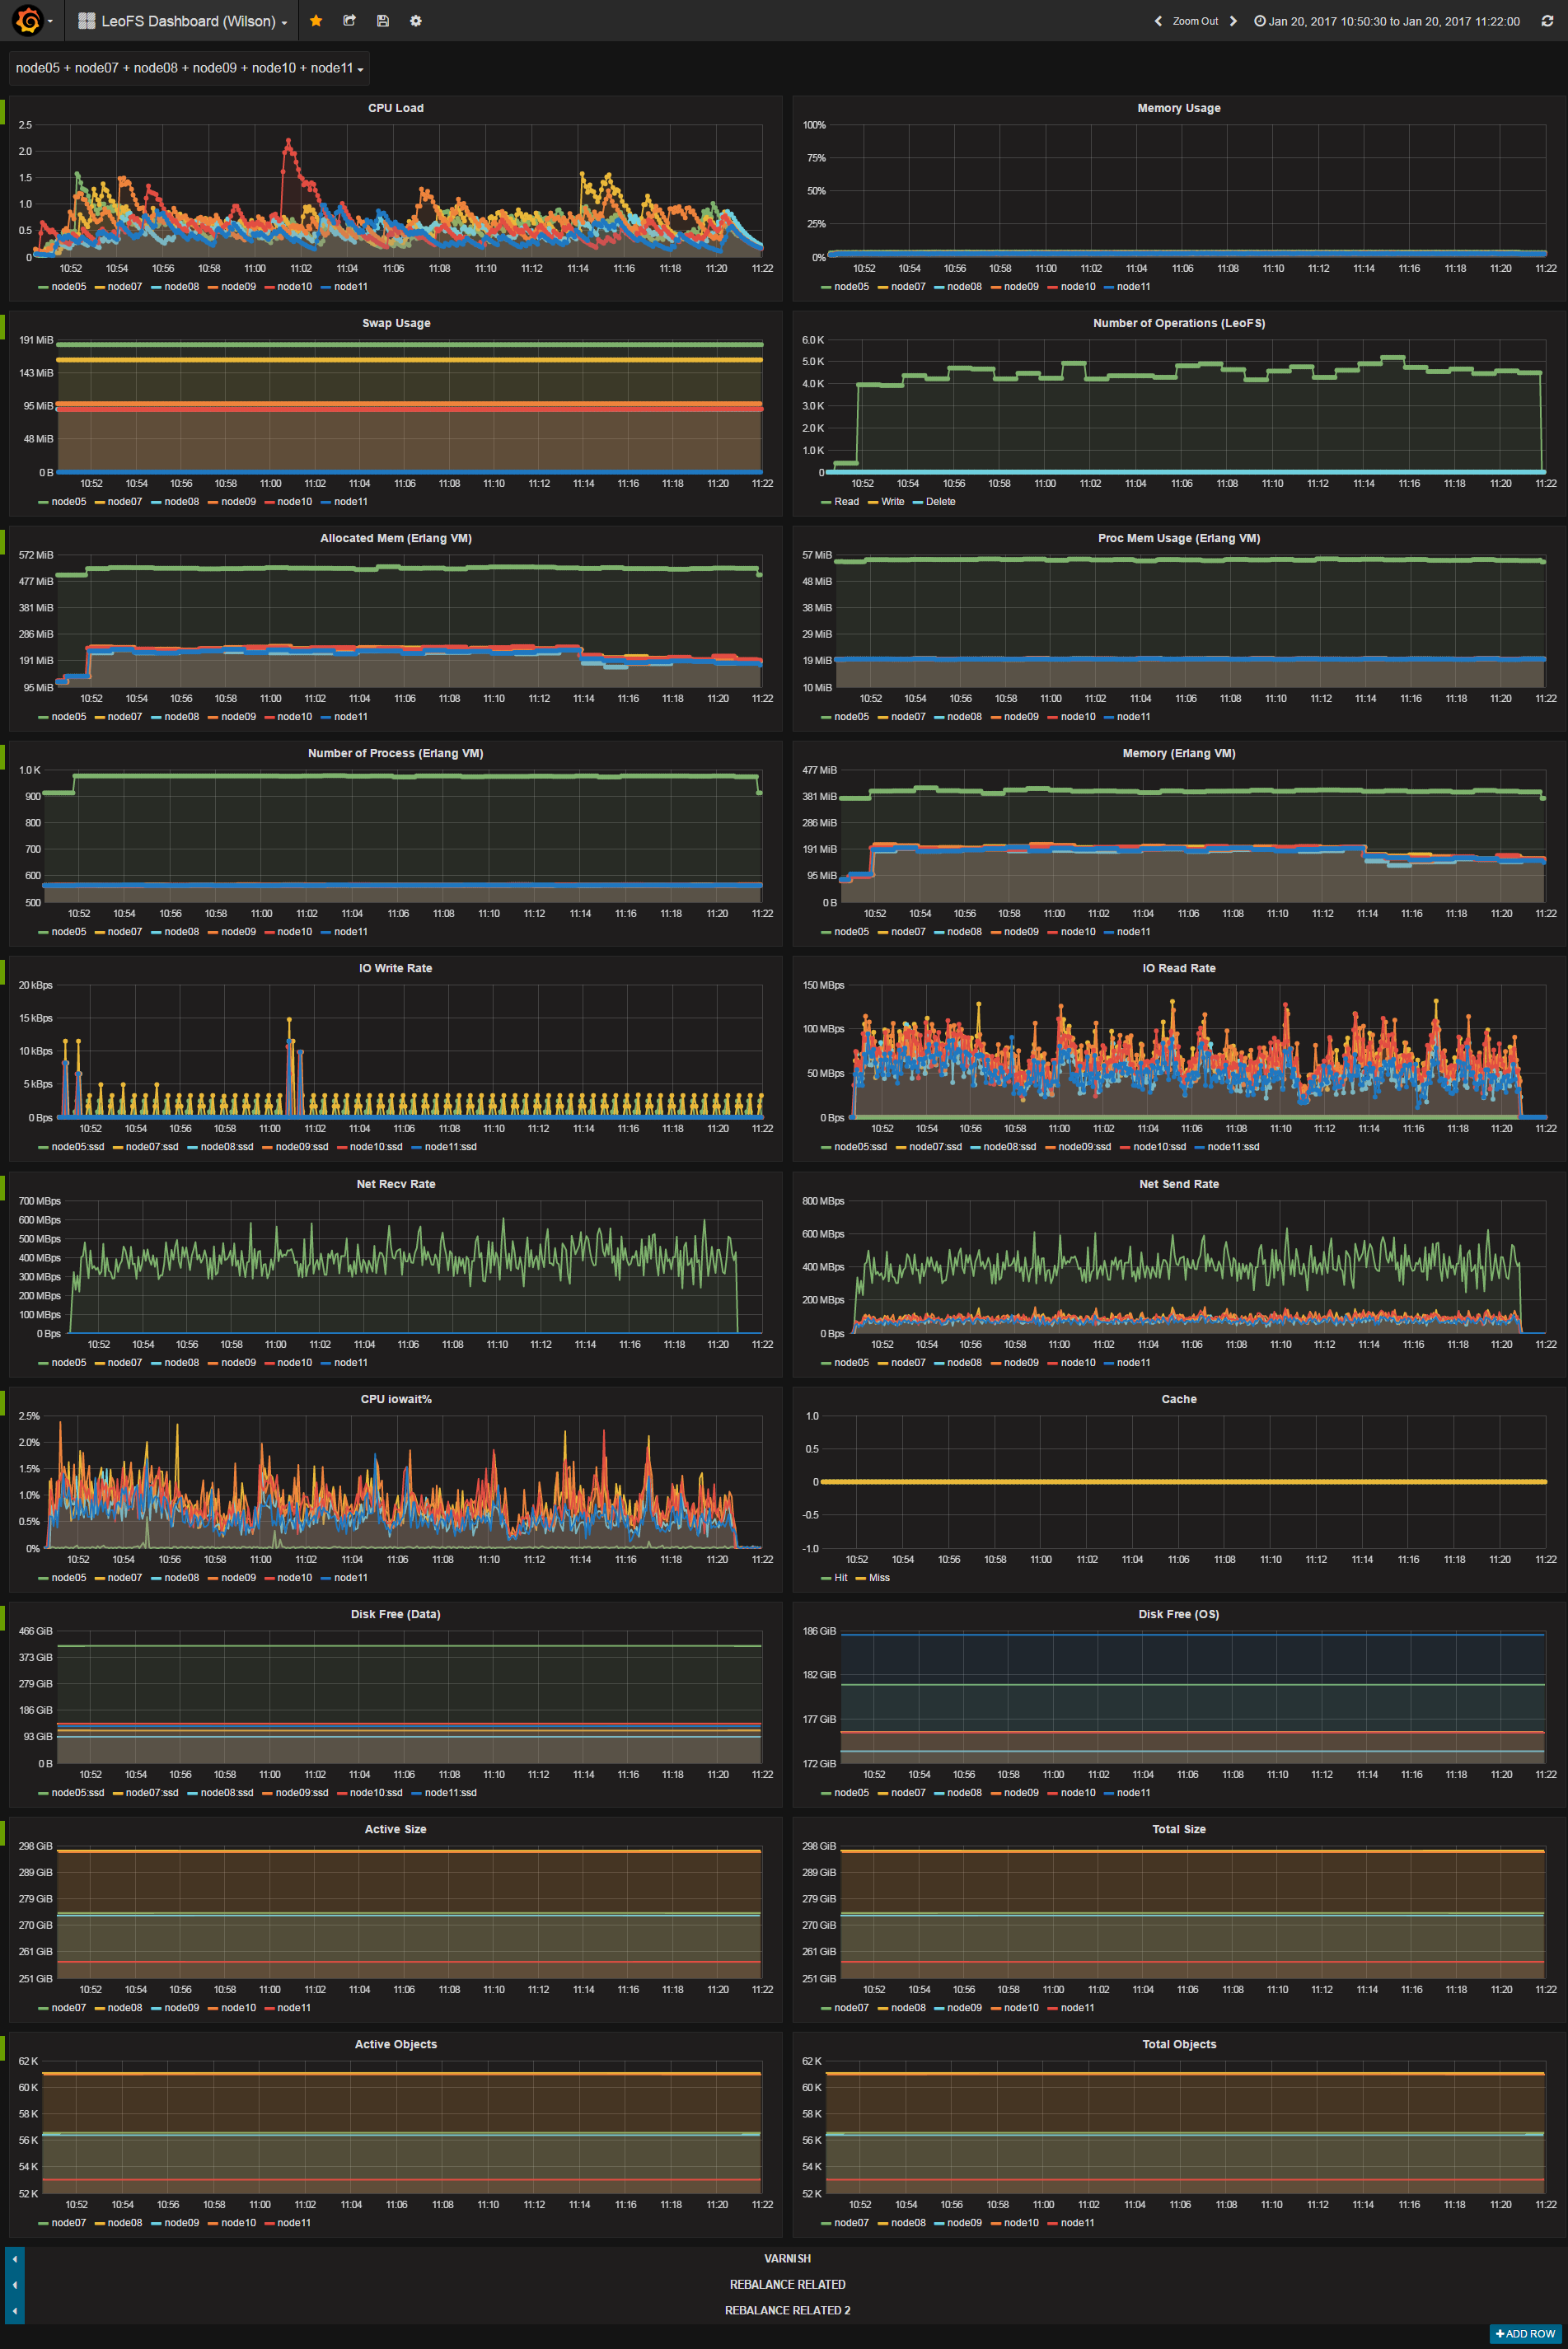 LeoFS Dashboard (Wilson)
Zoom Out
Jan 20, 2017 10:50:30 to Jan 20, 2017 11:22:00
node05 + node07 + node08 + node09 + node10 + node11
CPU Load
2.5
2.0
1.5
1.0
0.5
0
10:52 10:54 10:56 10:58 11:00 11:02 11:04 11:06 11:08 11:10 11:12 11:14 11:16 11:18 11:20 11:22
node05 node07 node08 node09 node10 node11
Memory Usage
100%
75%
50%
25%
0%
10:52 10:54 10:56 10:58 11:00 11:02 11:04 11:06 11:08 11:10 11:12 11:14 11:16 11:18 11:20 11:22
node05 node07 node08 node09 node10 node11
Swap Usage
191 MiB
143 MiB
95 MiB
48 MiB
0 B
10:52 10:54 10:56 10:58 11:00 11:02 11:04 11:06 11:08 11:10 11:12 11:14 11:16 11:18 11:20 11:22
node05 node07 node08 node09 node10 node11
Number of Operations (LeoFS)
6.0 K
5.0 K
4.0 K
3.0 K
2.0 K
1.0 K
0
10:52 10:54 10:56 10:58 11:00 11:02 11:04 11:06 11:08 11:10 11:12 11:14 11:16 11:18 11:20 11:22
Read Write Delete
Allocated Mem (Erlang VM)
572 MiB
477 MiB
381 MiB
286 MiB
191 MiB
95 MiB
10:52 10:54 10:56 10:58 11:00 11:02 11:04 11:06 11:08 11:10 11:12 11:14 11:16 11:18 11:20 11:22
node05 node07 node08 node09 node10 node11
Proc Mem Usage (Erlang VM)
57 MiB
48 MiB
38 MiB
29 MiB
19 MiB
10 MiB
10:52 10:54 10:56 10:58 11:00 11:02 11:04 11:06 11:08 11:10 11:12 11:14 11:16 11:18 11:20 11:22
node05 node07 node08 node09 node10 node11
Number of Process (Erlang VM)
1.0 K
900
800
700
600
500
10:52 10:54 10:56 10:58 11:00 11:02 11:04 11:06 11:08 11:10 11:12 11:14 11:16 11:18 11:20 11:22
node05 node07 node08 node09 node10 node11
Memory (Erlang VM)
477 MiB
381 MiB
286 MiB
191 MiB
95 MiB
0 B
10:52 10:54 10:56 10:58 11:00 11:02 11:04 11:06 11:08 11:10 11:12 11:14 11:16 11:18 11:20 11:22
node05 node07 node08 node09 node10 node11
IO Write Rate
20 kBps
15 kBps
10 kBps
5 kBps
0 Bps
10:52 10:54 10:56 10:58 11:00 11:02 11:04 11:06 11:08 11:10 11:12 11:14 11:16 11:18 11:20 11:22
node05:ssd node07:ssd node08:ssd node09:ssd node10:ssd node11:ssd
IO Read Rate
150 MBps
100 MBps
50 MBps
0 Bps
10:52 10:54 10:56 10:58 11:00 11:02 11:04 11:06 11:08 11:10 11:12 11:14 11:16 11:18 11:20 11:22
node05:ssd node07:ssd node08:ssd node09:ssd node10:ssd node11:ssd
Net Recv Rate
700 MBps
600 MBps
500 MBps
400 MBps
300 MBps
200 MBps
100 MBps
0 Bps
10:52 10:54 10:56 10:58 11:00 11:02 11:04 11:06 11:08 11:10 11:12 11:14 11:16 11:18 11:20 11:22
node05 node07 node08 node09 node10 node11
Net Send Rate
800 MBps
600 MBps
400 MBps
200 MBps
0 Bps
10:52 10:54 10:56 10:58 11:00 11:02 11:04 11:06 11:08 11:10 11:12 11:14 11:16 11:18 11:20 11:22
node05 node07 node08 node09 node10 node11
CPU iowait%
2.5%
2.0%
1.5%
1.0%
0.5%
0%
10:52 10:54 10:56 10:58 11:00 11:02 11:04 11:06 11:08 11:10 11:12 11:14 11:16 11:18 11:20 11:22
node05 node07 node08 node09 node10 node11
Cache
1.0
0.5
0
-0.5
-1.0
10:52 10:54 10:56 10:58 11:00 11:02 11:04 11:06 11:08 11:10 11:12 11:14 11:16 11:18 11:20 11:22
Hit Miss
Disk Free (Data)
466 GiB
373 GiB
279 GiB
186 GiB
93 GiB
0 B
10:52 10:54 10:56 10:58 11:00 11:02 11:04 11:06 11:08 11:10 11:12 11:14 11:16 11:18 11:20 11:22
node05:ssd node07:ssd node08:ssd node09:ssd node10:ssd node11:ssd
Disk Free (OS)
186 GiB
182 GiB
177 GiB
172 GiB
10:52 10:54 10:56 10:58 11:00 11:02 11:04 11:06 11:08 11:10 11:12 11:14 11:16 11:18 11:20 11:22
node05 node07 node08 node09 node10 node11
Active Size
298 GiB
289 GiB
279 GiB
270 GiB
261 GiB
251 GiB
10:52 10:54 10:56 10:58 11:00 11:02 11:04 11:06 11:08 11:10 11:12 11:14 11:16 11:18 11:20 11:22
node07 node08 node09 node10 node11
Total Size
298 GiB
289 GiB
279 GiB
270 GiB
261 GiB
251 GiB
10:52 10:54 10:56 10:58 11:00 11:02 11:04 11:06 11:08 11:10 11:12 11:14 11:16 11:18 11:20 11:22
node07 node08 node09 node10 node11
Active Objects
62 K
60 K
58 K
56 K
54 K
52 K
10:52 10:54 10:56 10:58 11:00 11:02 11:04 11:06 11:08 11:10 11:12 11:14 11:16 11:18 11:20 11:22
node07 node08 node09 node10 node11
Total Objects
62 K
60 K
58 K
56 K
54 K
52 K
10:52 10:54 10:56 10:58 11:00 11:02 11:04 11:06 11:08 11:10 11:12 11:14 11:16 11:18 11:20 11:22
node07 node08 node09 node10 node11
VARNISH
REBALANCE RELATED
REBALANCE RELATED 2
+ ADD ROW